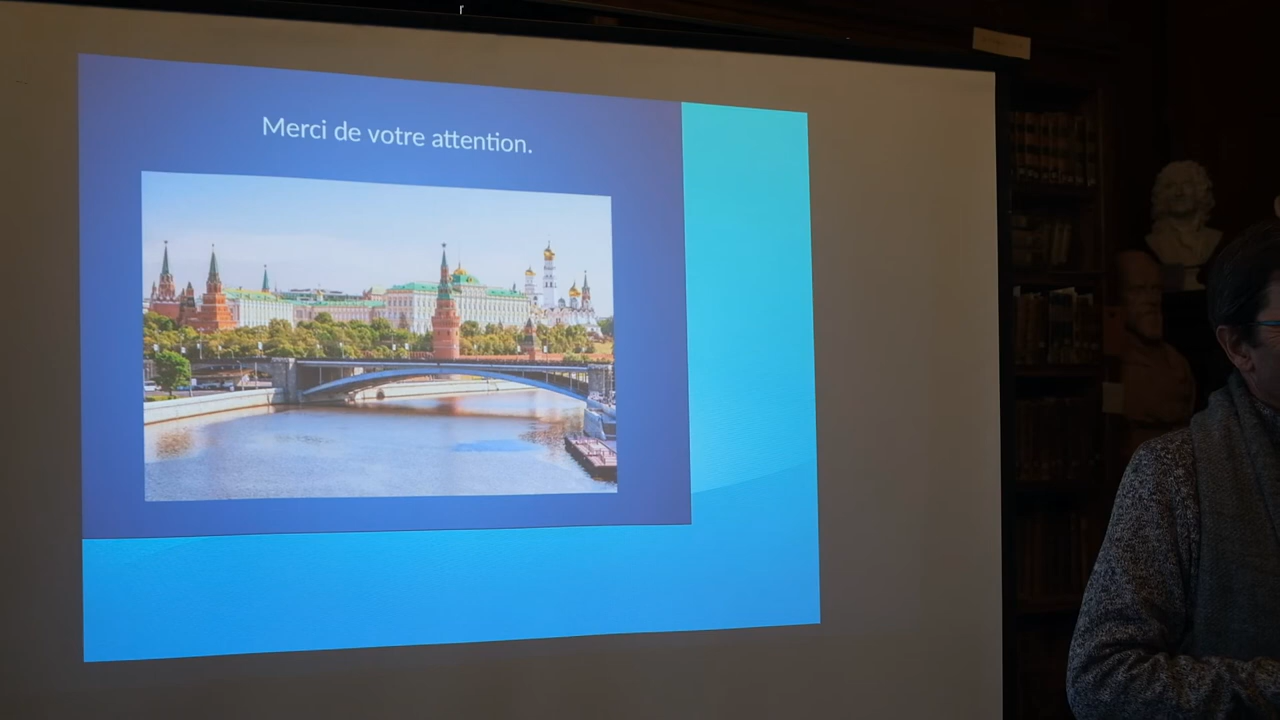 r
Merci de votre attention.